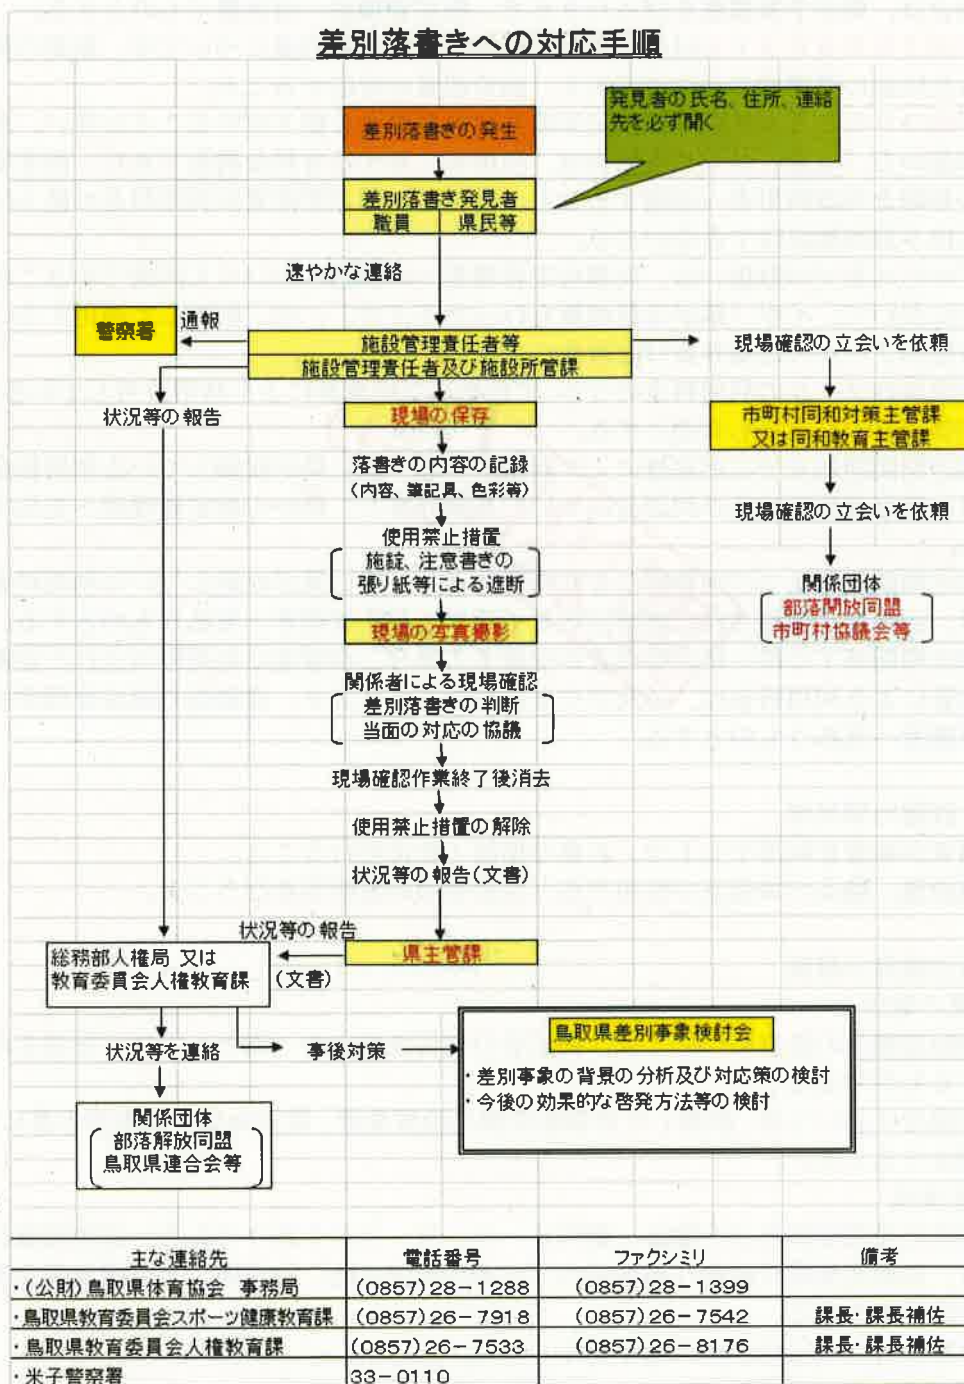 差別落書きへの対応手順
差別落書きの発生
発見者の氏名、住所、連絡
先を必ず聞く
差別落書き発見者
職員 県民等
速やかな連絡
警察署
通報
施設管理責任者等
施設管理責任者及び施設所管課
現場確認の立会いを依頼
状況等の報告
現場の保存
市町村同和対策主管課
又は同和教育主管課
落書きの内容の記録
(内容、筆記具、色彩等)
現場確認の立会いを依頼
使用禁止措置
施錠、注意書きの
張り紙等による遮断
関係団体
部落開放同盟
市町村協議会等
現場の写真撮影
関係者による現場確認
差別落書きの判断
当面の対応の協議
現場確認作業終了後消去
使用禁止措置の解除
状況等の報告(文書)
状況等の報告
(文書)
県主管課
総務部人権局 又は
教育委員会人権教育課
状況等を連絡
事後対策
鳥取県差別事象検討会
・差別事象の背景の分析及び対応策の検討
・今後の効果的な啓発方法等の検討
関係団体
部落解放同盟
鳥取県連合会等
主な連絡先 電話番号 ファクシミリ 備考
・(公財)鳥取県体育協会 事務局 (0857)28-1288 (0857)28-1399
・鳥取県教育委員会スポーツ健康教育課 (0857)26-7918 (0857)26-7542 課長・課長補佐
・鳥取県教育委員会人権教育課 (0857)26-7533 (0857)26-8176 課長・課長補佐
・米子警察署 33-0110